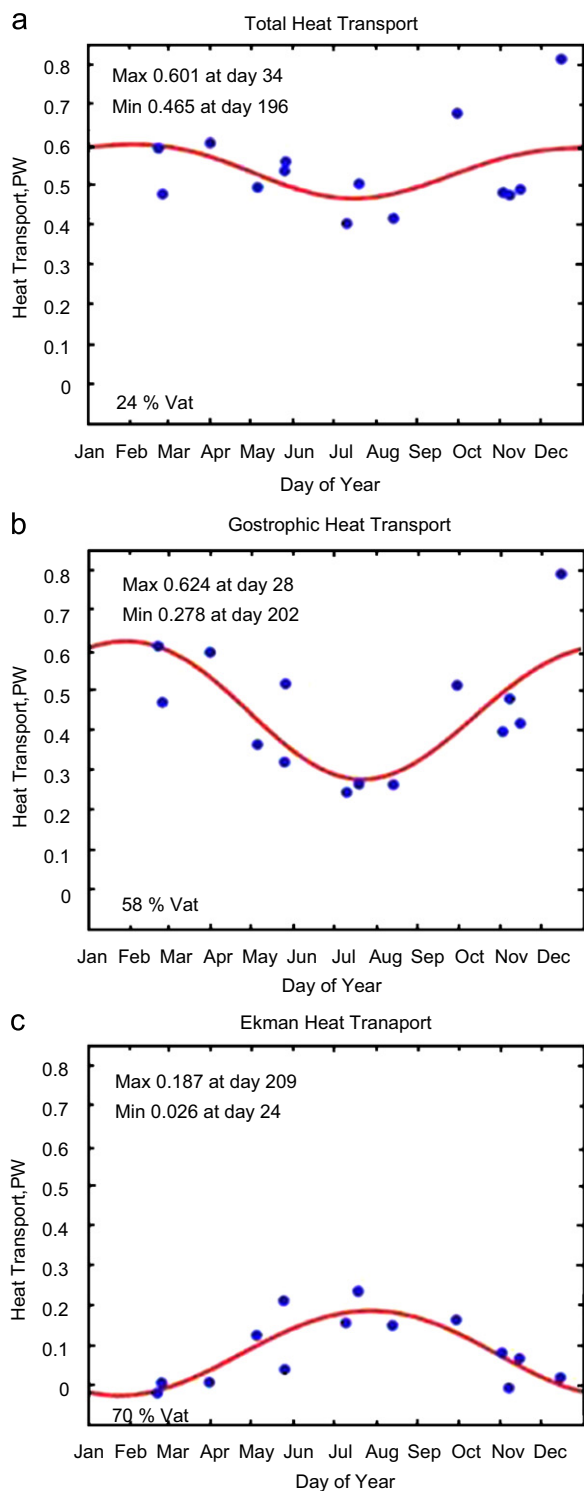 a
Total Heat Transport
Max 0.601 at day 34
Min 0.465 at day 196
0.8
0.7
0.6
0.5
0.4
0.3
0.2
0.1
0
Heat Transport,PW
24 % Vat
Jan Feb Mar Apr May Jun Jul Aug Sep Oct Nov Dec
Day of Year
b
Gostrophic Heat Transport
Max 0.624 at day 28
Min 0.278 at day 202
0.8
0.7
0.6
0.5
0.4
0.3
0.2
0.1
0
Heat Transport,PW
58 % Vat
Jan Feb Mar Apr May Jun Jul Aug Sep Oct Nov Dec
Day of Year
c
Ekman Heat Tranaport
Max 0.187 at day 209
Min 0.026 at day 24
0.8
0.7
0.6
0.5
0.4
0.3
0.2
0.1
0
Heat Transport,PW
70 % Vat
Jan Feb Mar Apr May Jun Jul Aug Sep Oct Nov Dec
Day of Year